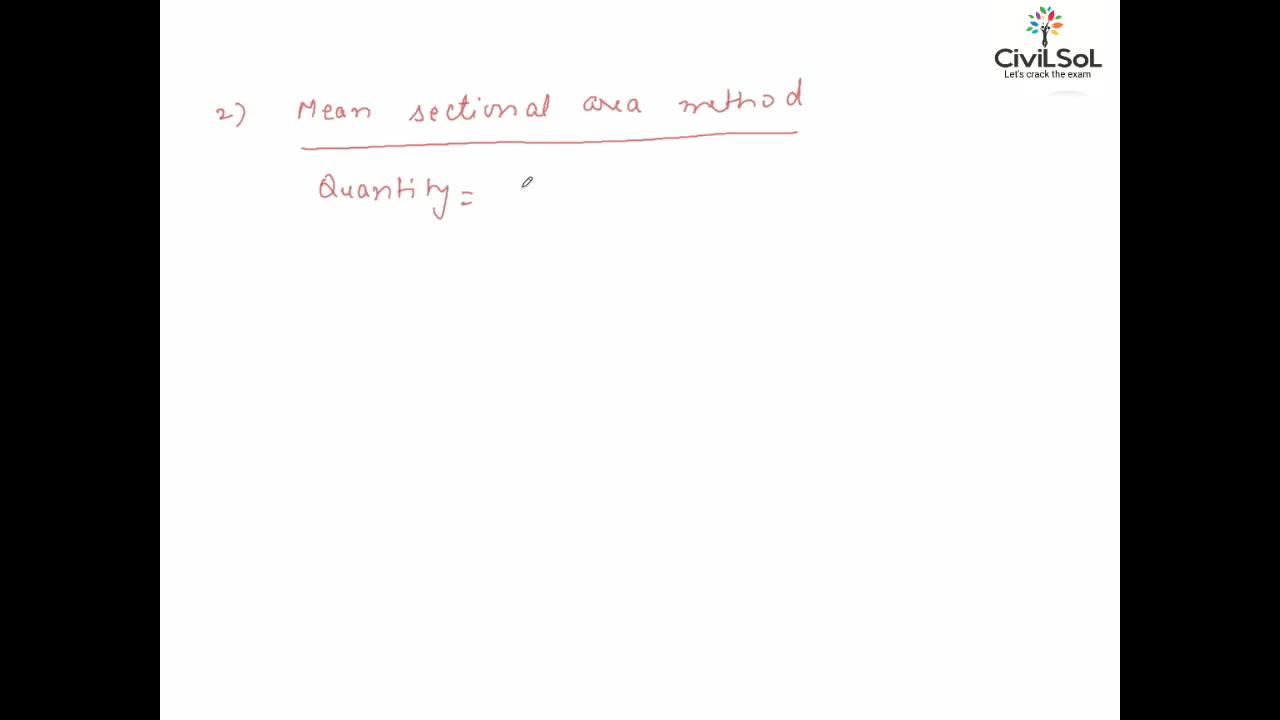 CiviLSoL
Let's crack the exam
2) Mean sectional area method
Quantity =